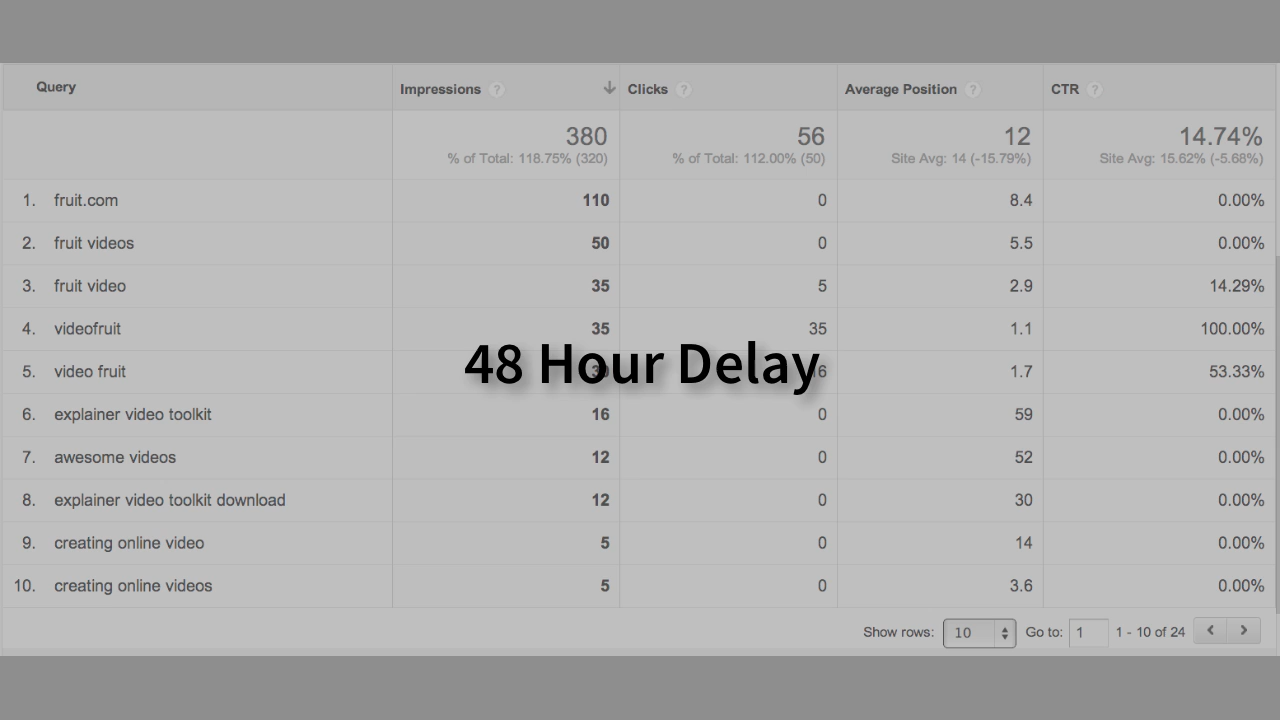 Query Impressions ? Clicks ? Average Position ? CTR ?
380 56 12 14.74%
% of Total: 118.75% (320) % of Total: 112.00% (50) Site Avg: 14 (-15.79%) Site Avg: 15.62% (-5.68%)
1. fruit.com 110 0 8.4 0.00%
2. fruit videos 50 0 5.5 0.00%
3. fruit video 35 5 2.9 14.29%
4. videofruit 35 35 1.1 100.00%
48 Hour Delay
5. video fruit 30 16 1.7 53.33%
6. explainer video toolkit 16 0 59 0.00%
7. awesome videos 12 0 52 0.00%
8. explainer video toolkit download 12 0 30 0.00%
9. creating online video 5 0 14 0.00%
10. creating online videos 5 0 3.6 0.00%
Show rows: 10 Go to: 1 1 - 10 of 24